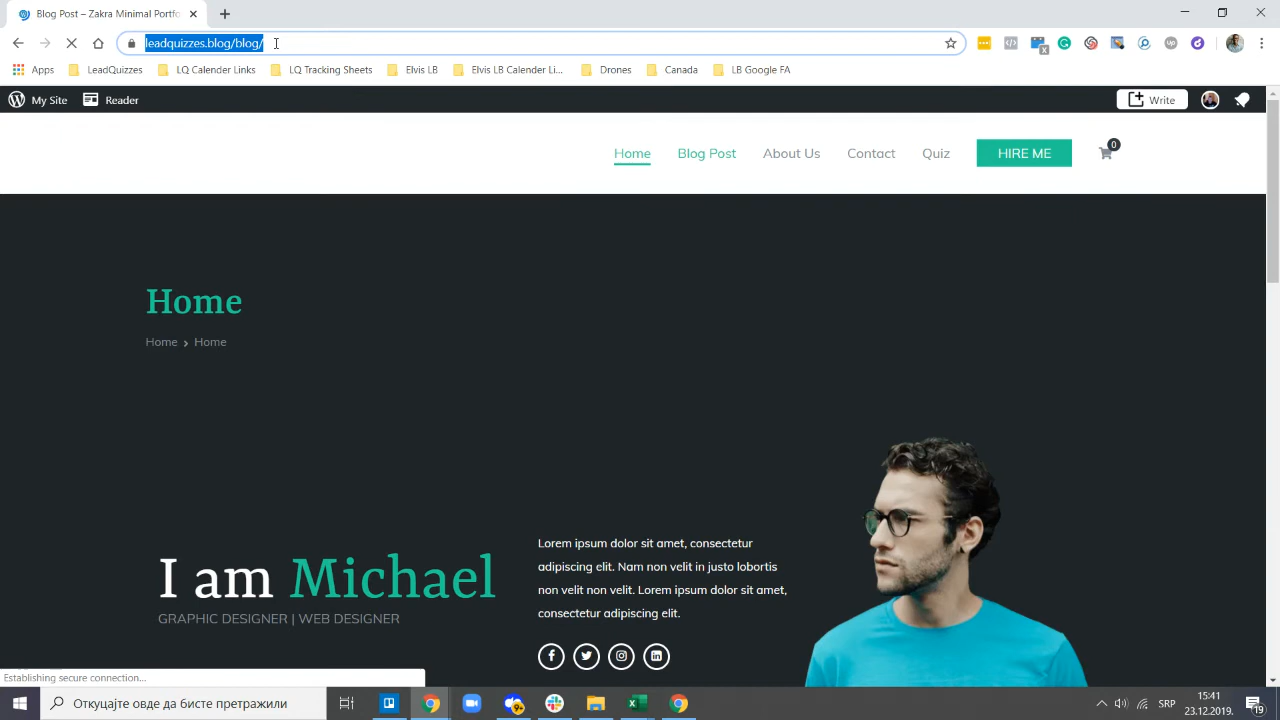 Blog Post – Zakra Minimal Portfo
leadquizzes.blog/blog/
Apps
LeadQuizzes
LQ Calender Links
LQ Tracking Sheets
Elvis LB
Elvis LB Calender Li...
Drones
Canada
LB Google FA
My Site
Reader
Write
Home
Blog Post
About Us
Contact
Quiz
HIRE ME
0
Home
Home > Home
I am Michael
GRAPHIC DESIGNER | WEB DESIGNER
Lorem ipsum dolor sit amet, consectetur
adipiscing elit. Nam non velit in justo lobortis
non velit non velit. Lorem ipsum dolor sit amet,
consectetur adipiscing elit.
Establishing secure connection...
Откуцајте овде да бисте претражили
9+
SRP
15:41
23.12.2019.
19